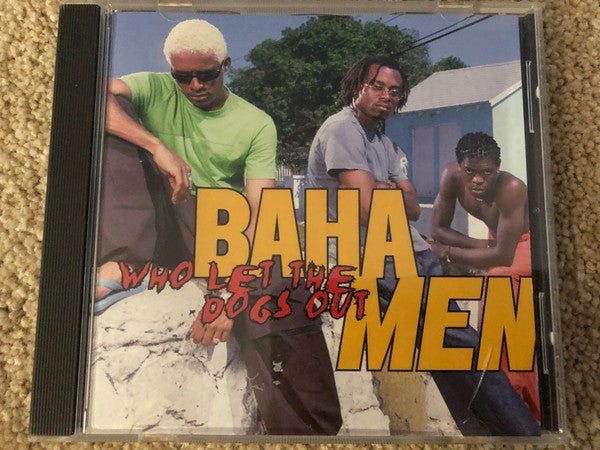 BAHA
WHO LET THE
DOGS OUT
MEN